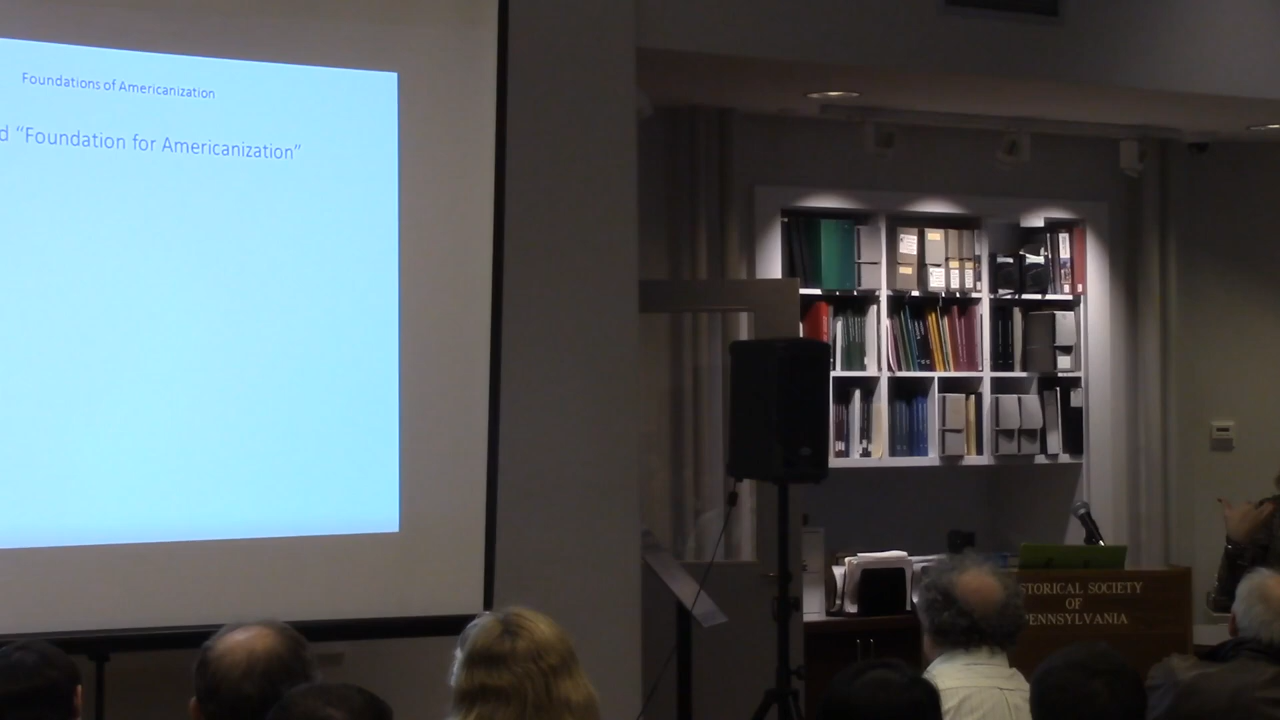 Foundations of Americanization
d “Foundation for Americanization”
STORICAL SOCIETY
OF
PENNSYLVANIA